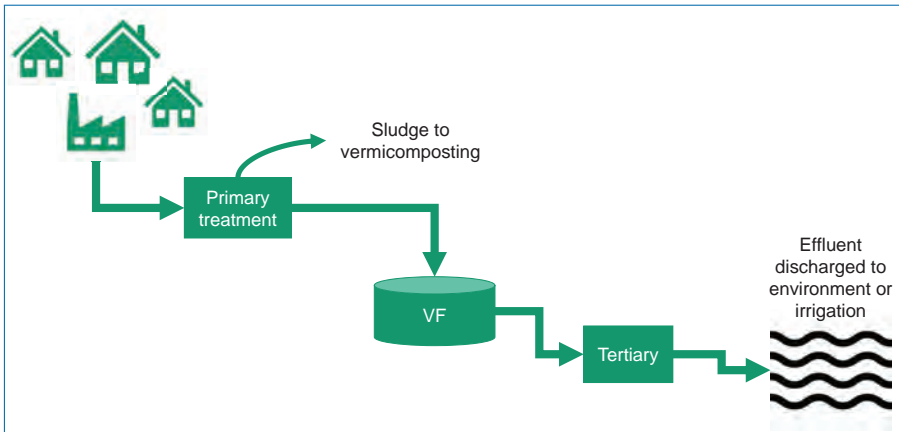 Sludge to
vermicomposting
Primary
treatment
VF
Tertiary
Effluent
discharged to
environment or
irrigation